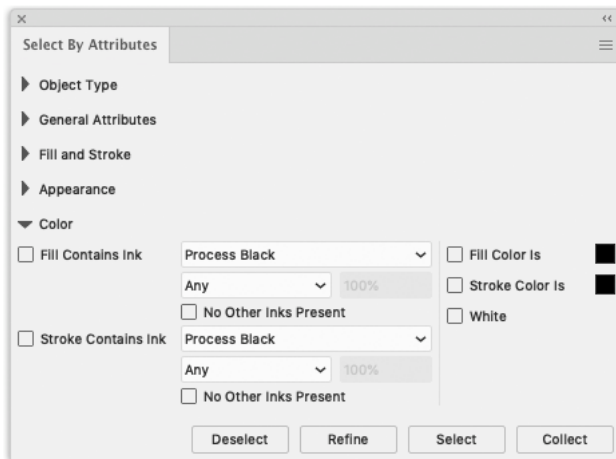 Select By Attributes
Object Type
General Attributes
Fill and Stroke
Appearance
Color
Fill Contains Ink Process Black Fill Color Is
Any 100% Stroke Color Is
No Other Inks Present White
Stroke Contains Ink Process Black
Any 100%
No Other Inks Present
Deselect Refine Select Collect